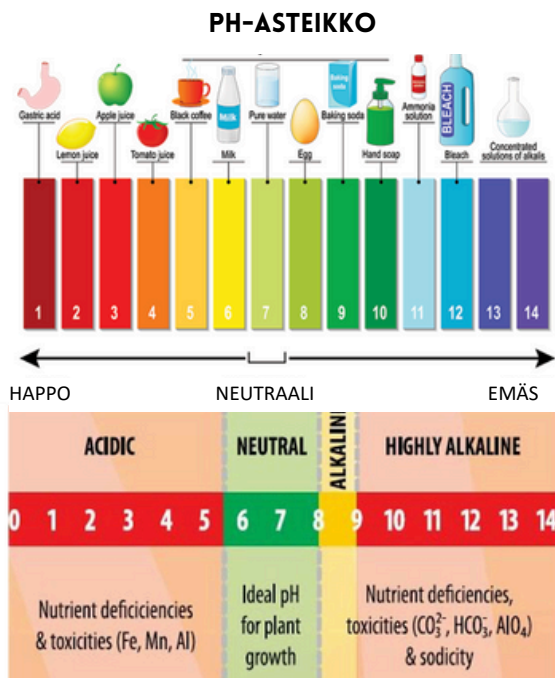 PH-ASTEIKKO
Gastric acid
Lemon juice
Apple juice
Tomato juice
Black coffee
Milk
Milk
Pure water
Egg
Baking
soda
Baking soda
Hand soap
Ammonia
solution
BLEACH
Bleach
Concentrated
solutions of alkalis
1 2 3 4 5 6 7 8 9 10 11 12 13 14
HAPPO NEUTRAALI EMÄS
ACIDIC NEUTRAL ALKALINE HIGHLY ALKALINE
0 1 2 3 4 5 6 7 8 9 10 11 12 13 14
Nutrient deficiciencies
& toxicities (Fe, Mn, Al)
Ideal pH
for plant
growth
Nutrient deficiencies,
toxicities (CO₃²⁻, HCO₃⁻, AlO₄⁻)
& sodicity